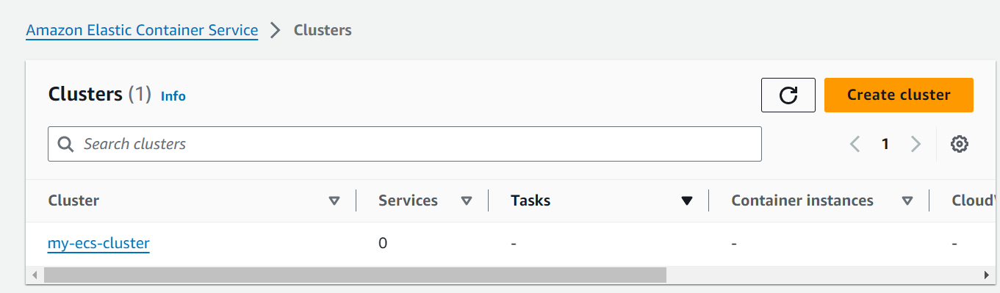 Amazon Elastic Container Service > Clusters
Clusters (1) Info
Create cluster
Search clusters
1
Cluster Services Tasks Container instances Cloud
my-ecs-cluster 0 - - -